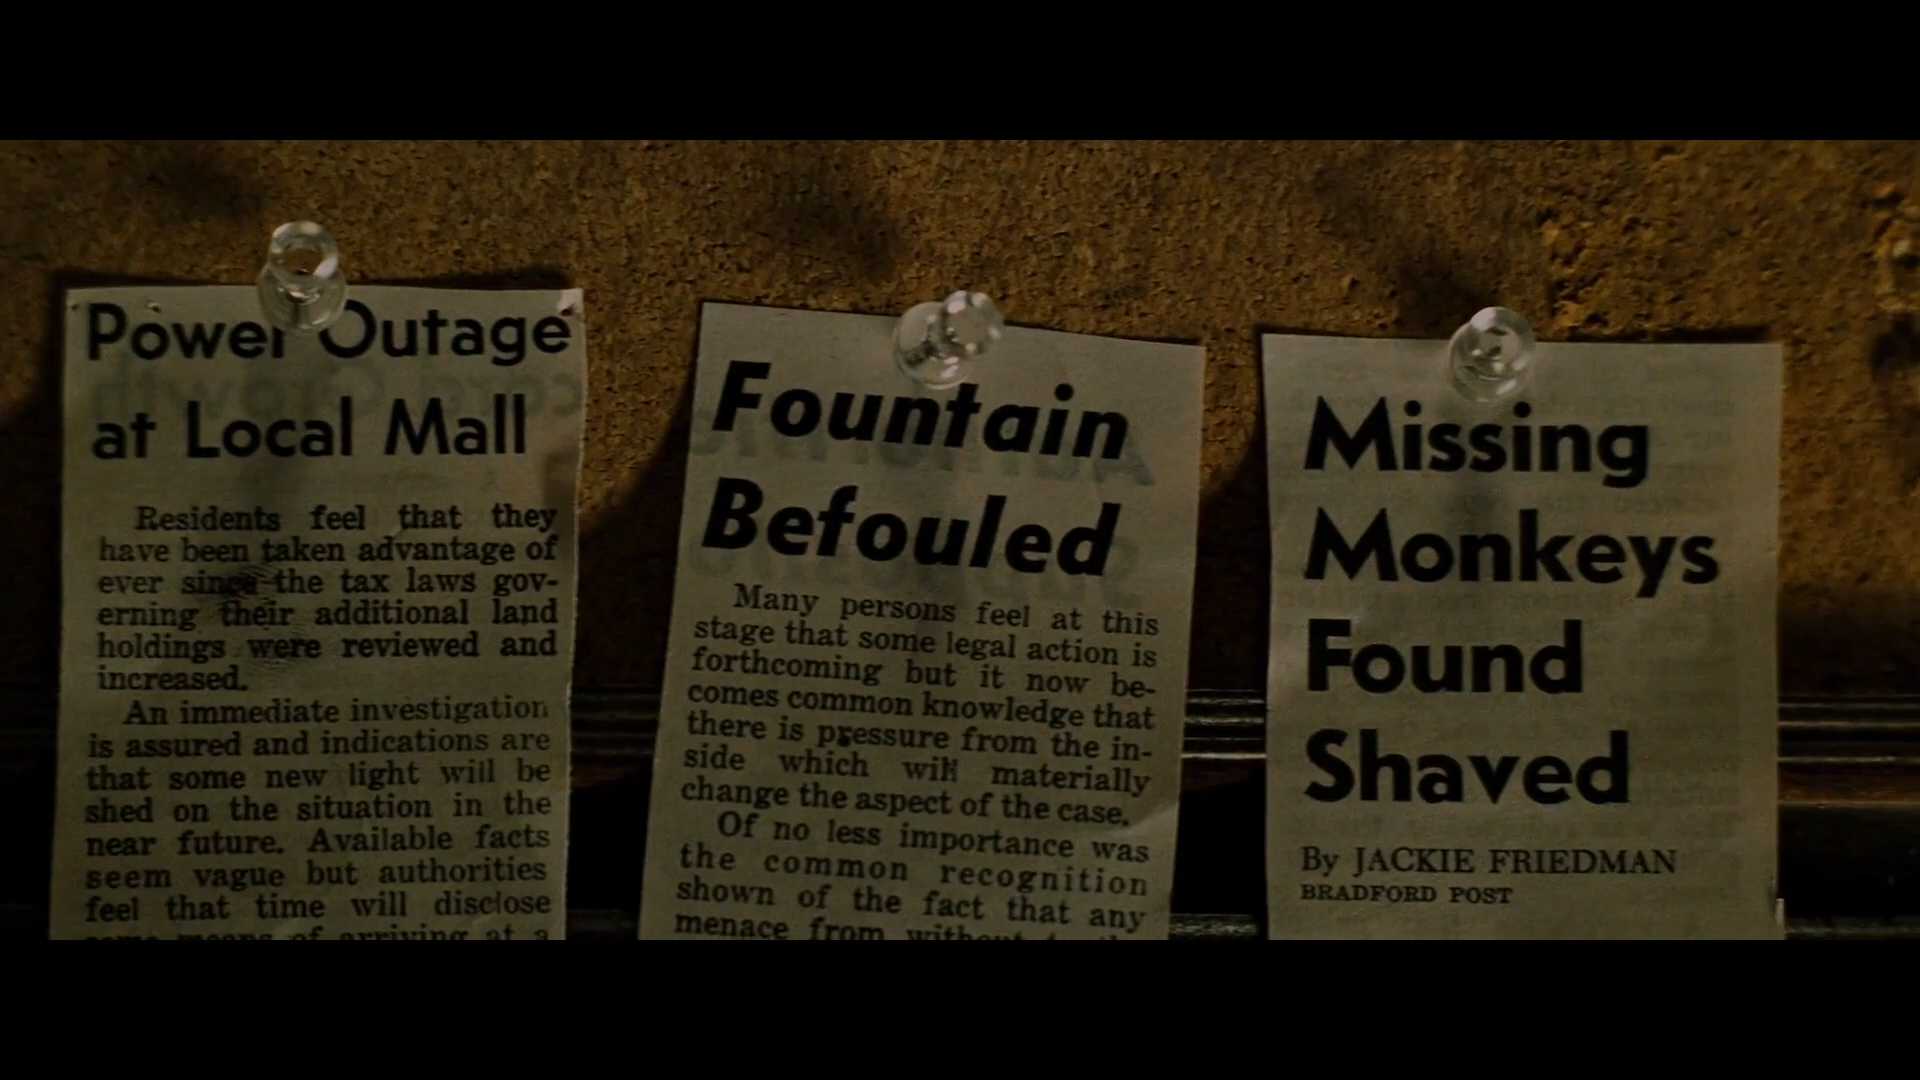 Power Outage
at Local Mall
Residents feel that they
have been taken advantage of
ever since the tax laws gov-
erning their additional land
holdings were reviewed and
increased.
An immediate investigation
is assured and indications are
that some new light will be
shed on the situation in the
near future. Available facts
seem vague but authorities
feel that time will disclose
some means of arriving at a
Fountain
Befouled
Many persons feel at this
stage that some legal action is
forthcoming but it now be-
comes common knowledge that
there is pressure from the in-
side which will materially
change the aspect of the case.
Of no less importance was
the common recognition
shown of the fact that any
menace from without
Missing
Monkeys
Found
Shaved
By JACKIE FRIEDMAN
BRADFORD POST